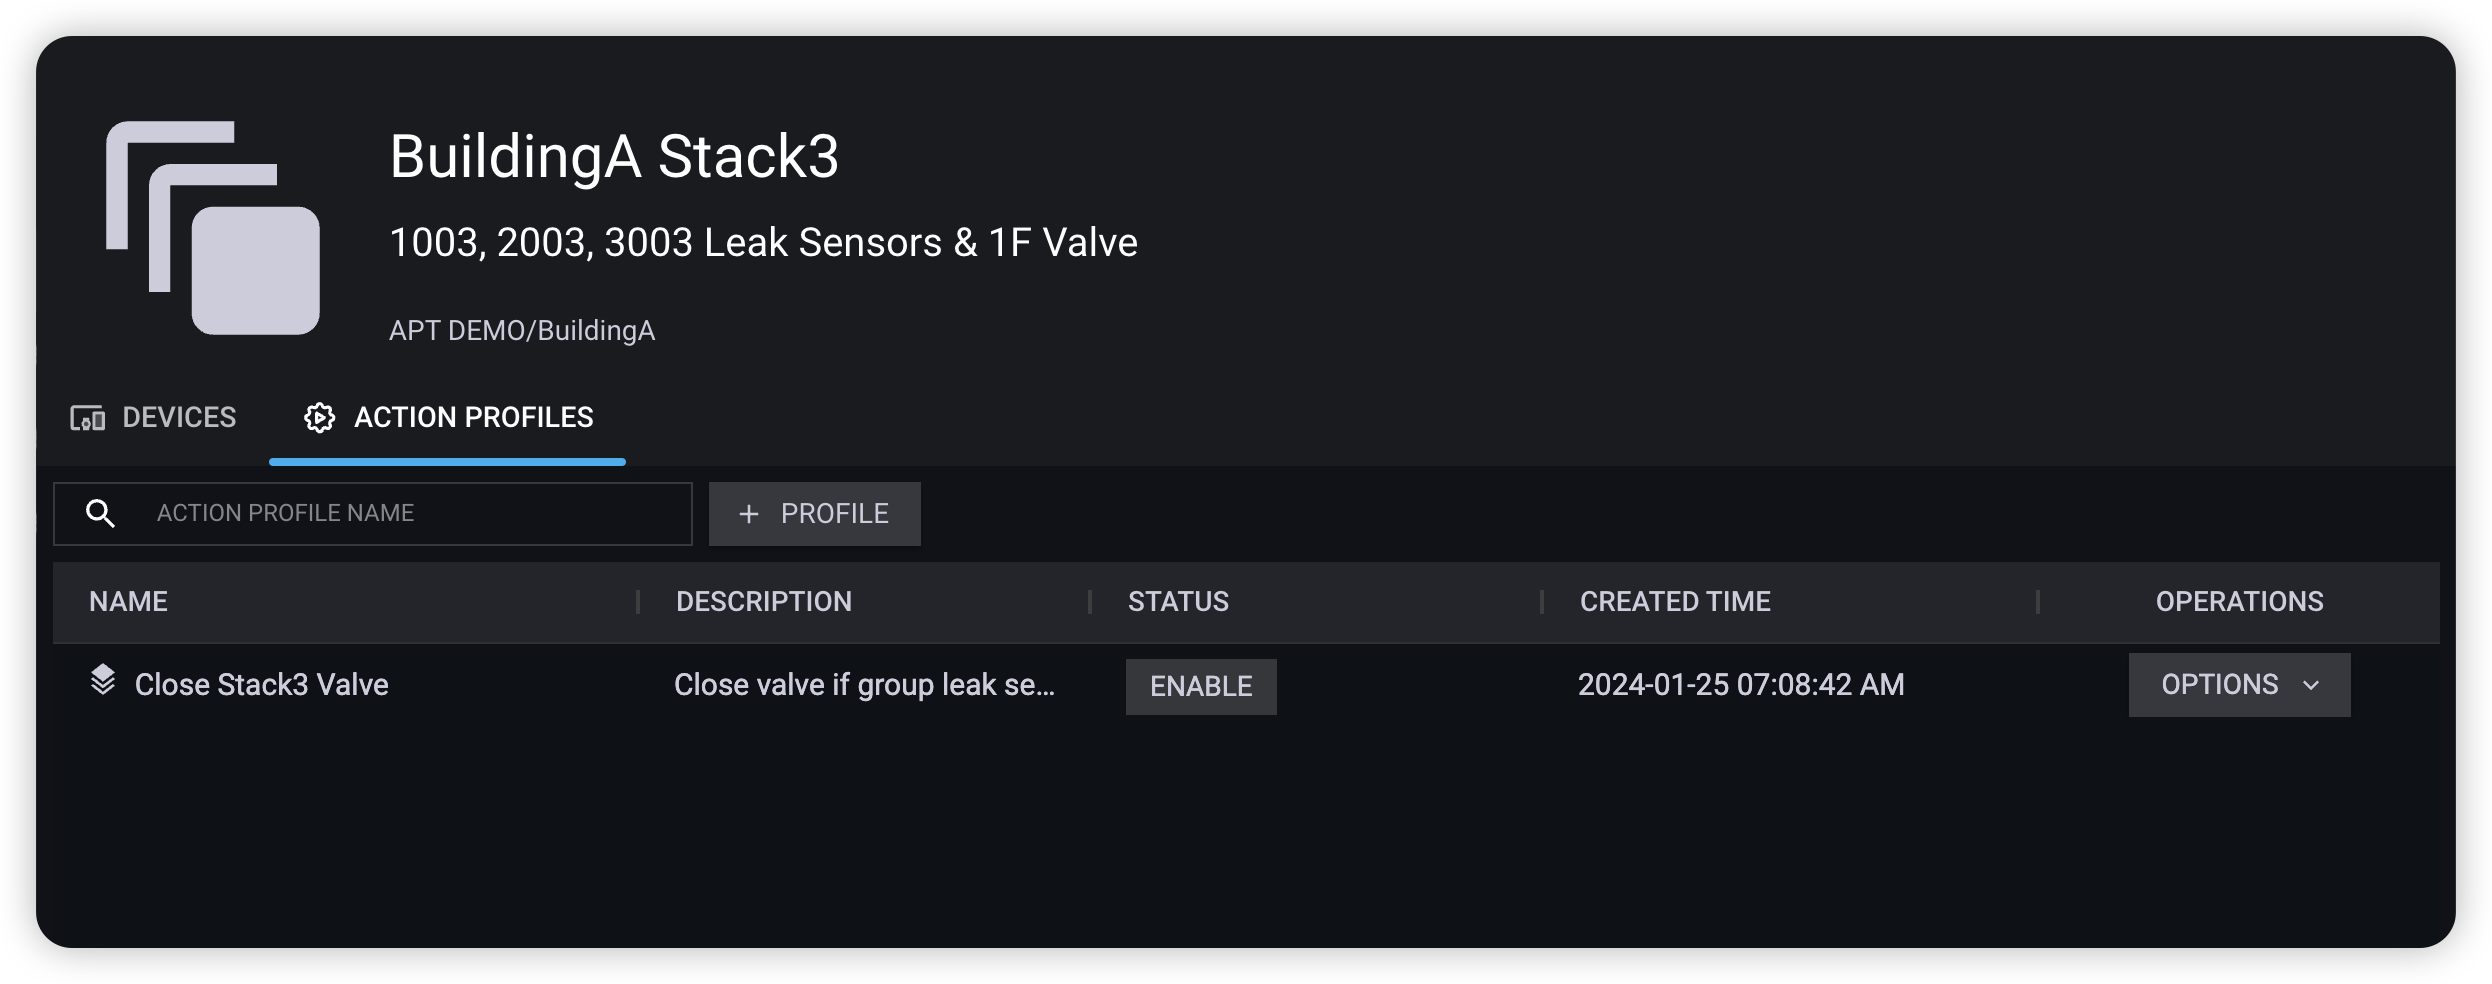 BuildingA Stack3
1003, 2003, 3003 Leak Sensors & 1F Valve
APT DEMO/BuildingA
DEVICES ACTION PROFILES
ACTION PROFILE NAME + PROFILE
NAME DESCRIPTION STATUS CREATED TIME OPERATIONS
Close Stack3 Valve Close valve if group leak se... ENABLE 2024-01-25 07:08:42 AM OPTIONS